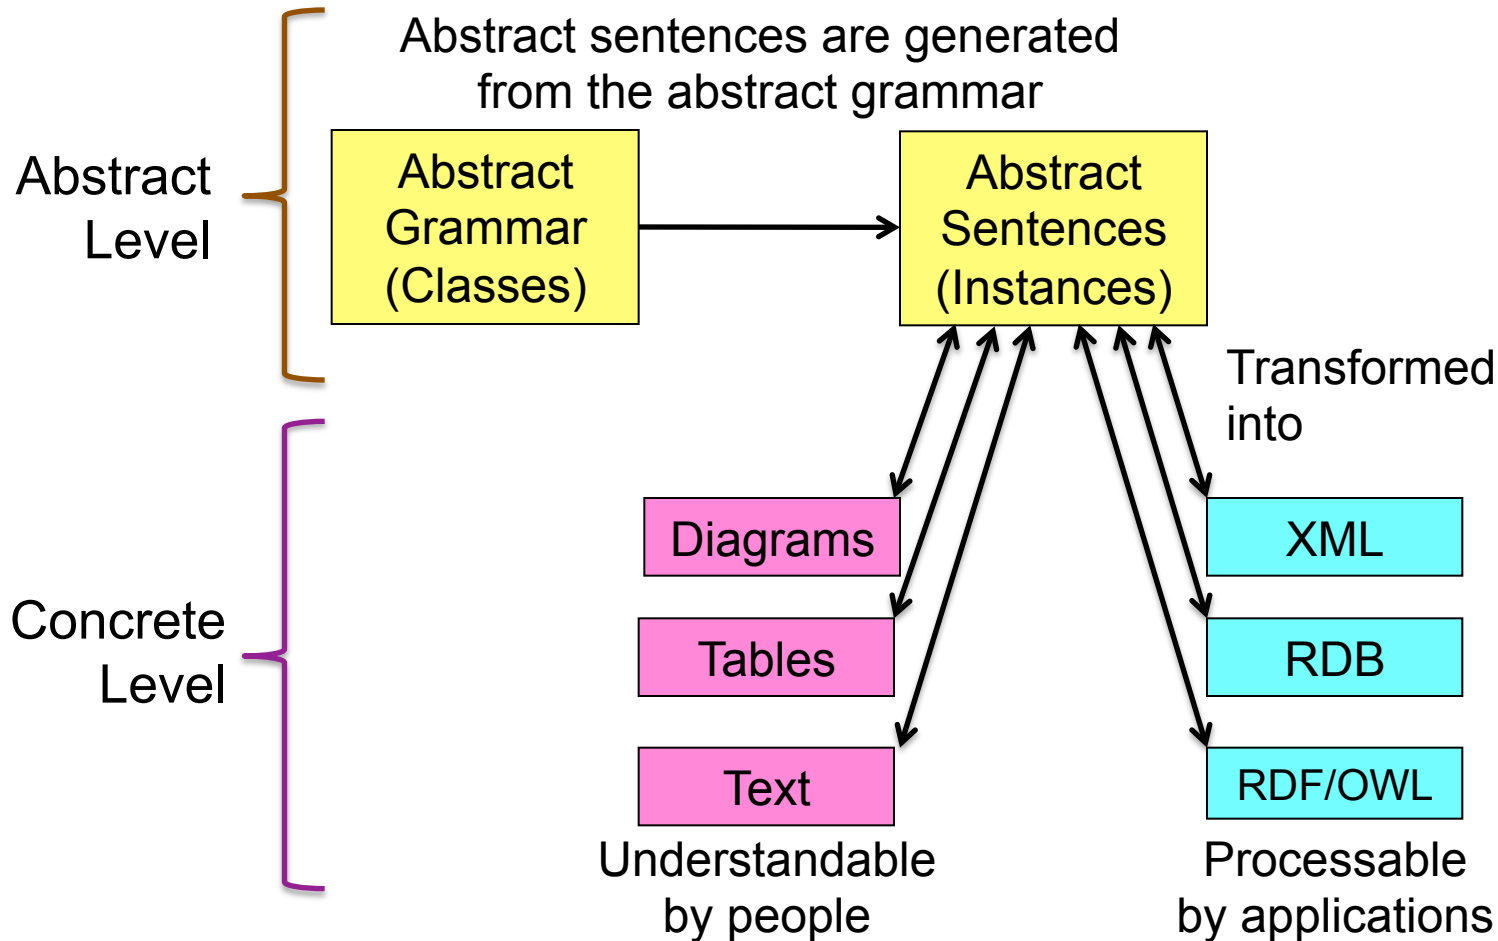 Abstract sentences are generated
from the abstract grammar
Abstract
Level
Abstract
Grammar
(Classes)
Abstract
Sentences
(Instances)
Transformed
into
Concrete
Level
Diagrams
XML
Tables
RDB
Text
RDF/OWL
Understandable
by people
Processable
by applications